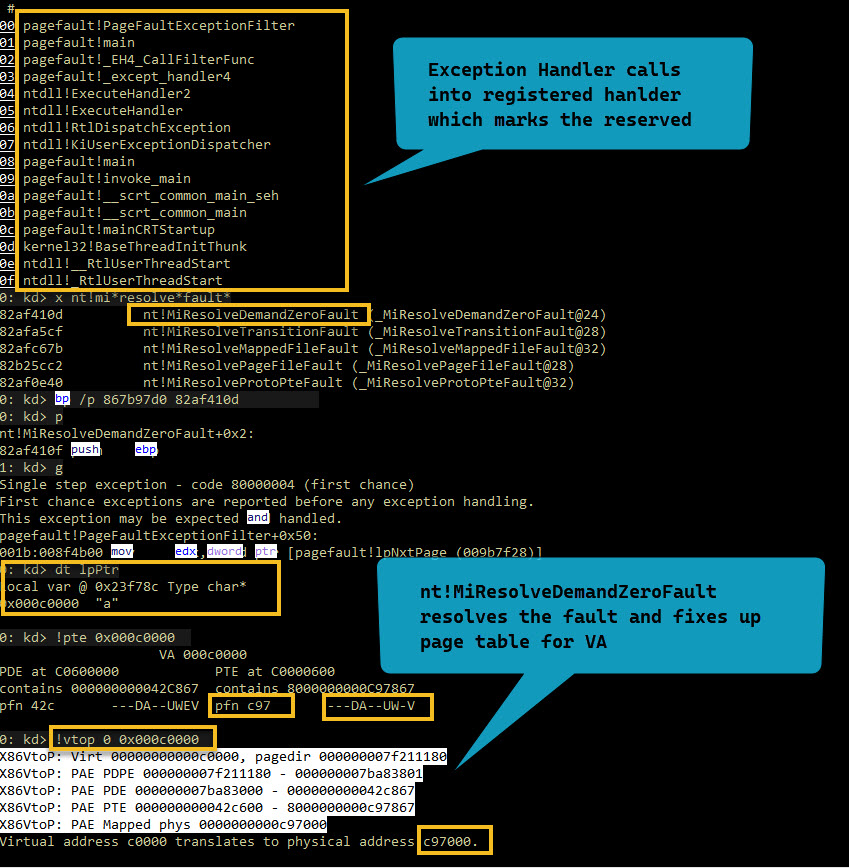 #
00 pagefault!PageFaultExceptionFilter
01 pagefault!main
02 pagefault!_EH4_CallFilterFunc
03 pagefault!_except_handler4
04 ntdll!ExecuteHandler2
05 ntdll!ExecuteHandler
06 ntdll!RtlDispatchException
07 ntdll!KiUserExceptionDispatcher
08 pagefault!main
09 pagefault!invoke_main
0a pagefault!__scrt_common_main_seh
0b pagefault!__scrt_common_main
0c pagefault!mainCRTStartup
0d kernel32!BaseThreadInitThunk
0e ntdll!__RtlUserThreadStart
0f ntdll!_RtlUserThreadStart
Exception Handler calls
into registered hanlder
which marks the reserved
0: kd> x nt!mi*resolve*fault*
82af410d nt!MiResolveDemandZeroFault (_MiResolveDemandZeroFault@24)
82afa5cf nt!MiResolveTransitionFault (_MiResolveTransitionFault@28)
82afc67b nt!MiResolveMappedFileFault (_MiResolveMappedFileFault@32)
82b25cc2 nt!MiResolvePageFileFault (_MiResolvePageFileFault@28)
82af0e40 nt!MiResolveProtoPteFault (_MiResolveProtoPteFault@32)
0: kd> bp /p 867b97d0 82af410d
0: kd> p
nt!MiResolveDemandZeroFault+0x2:
82af410f push ebp
1: kd> g
Single step exception - code 80000004 (first chance)
First chance exceptions are reported before any exception handling.
This exception may be expected and handled.
pagefault!PageFaultExceptionFilter+0x50:
001b:008f4b00 mov edx,dword ptr [pagefault!lpNxtPage (009b7f28)]
0: kd> dt lpPtr
Local var @ 0x23f78c Type char*
0x000c0000 "a"
nt!MiResolveDemandZeroFault
resolves the fault and fixes up
page table for VA
0: kd> !pte 0x000c0000
VA 000c0000
PDE at C0600000 PTE at C0000600
contains 000000000042C867 contains 8000000000C97867
pfn 42c ---DA--UWEV pfn c97 ---DA--UW-V
0: kd> !vtop 0 0x000c0000
X86VtoP: Virt 00000000000c0000, pagedir 000000007f211180
X86VtoP: PAE PDPE 000000007f211180 - 000000007ba83801
X86VtoP: PAE PDE 000000007ba83000 - 000000000042c867
X86VtoP: PAE PTE 000000000042c600 - 8000000000c97867
X86VtoP: PAE Mapped phys 0000000000c97000
Virtual address c0000 translates to physical address c97000.